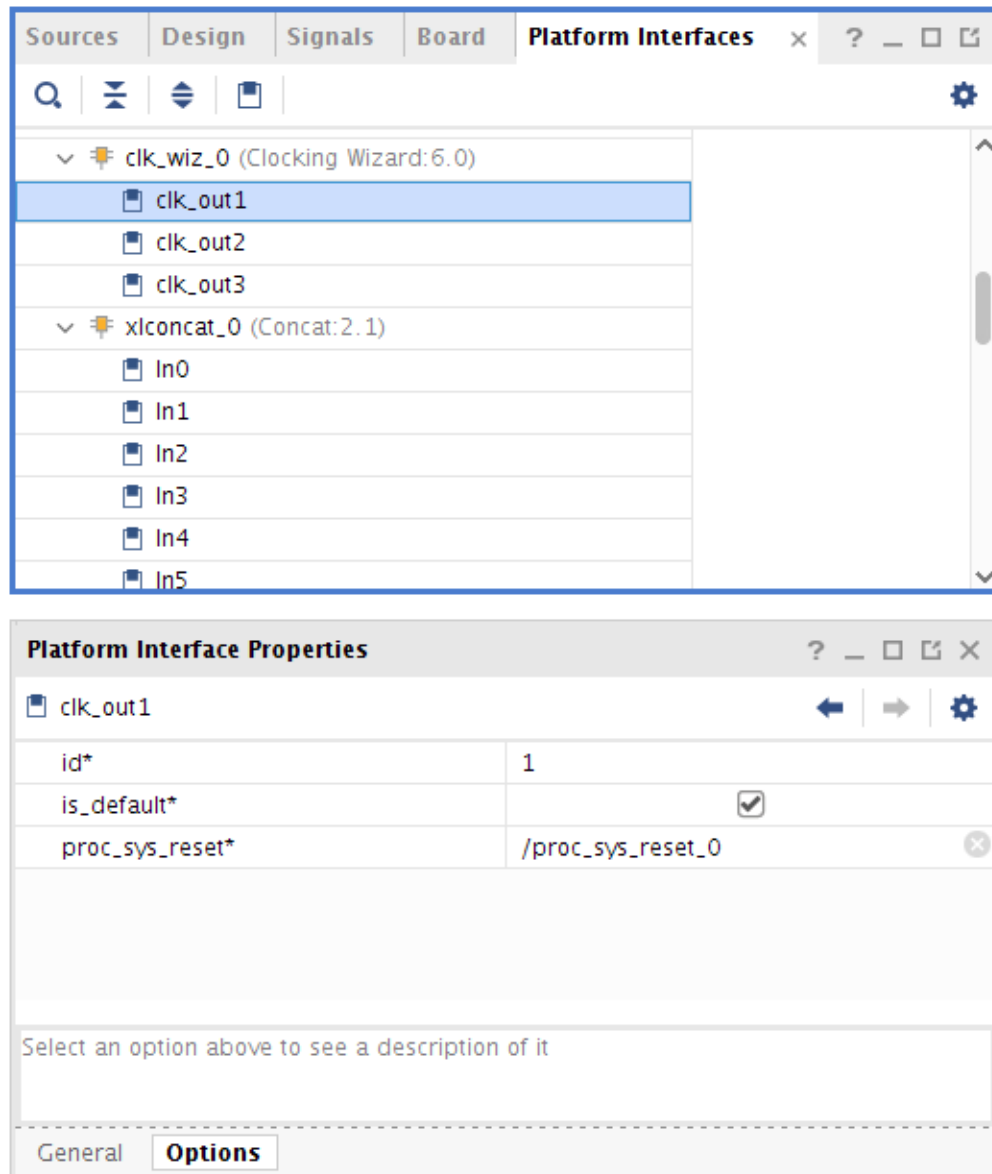 Sources Design Signals Board Platform Interfaces × ? _
clk_wiz_0 (Clocking Wizard:6.0)
clk_out1
clk_out2
clk_out3
xlconcat_0 (Concat:2.1)
In0
In1
In2
In3
In4
In5
Platform Interface Properties ? _
clk_out1
id* 1
is_default*
proc_sys_reset* /proc_sys_reset_0
Select an option above to see a description of it
General Options